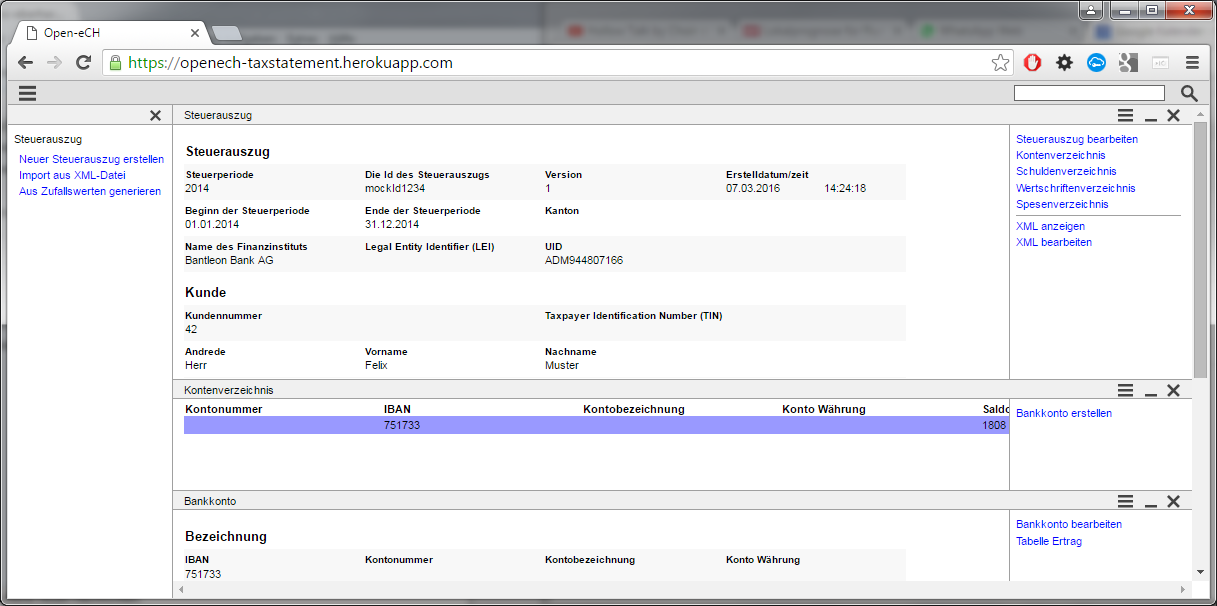 Open-eCH
https://openech-taxstatement.herokuapp.com
Steuerauszug
Neuer Steuerauszug erstellen
Import aus XML-Datei
Aus Zufallswerten generieren
Steuerauszug
Steuerauszug
Steuerperiode Die Id des Steuerauszugs Version Erstelldatum/zeit
2014 mockId1234 1 07.03.2016 14:24:18
Beginn der Steuerperiode Ende der Steuerperiode Kanton
01.01.2014 31.12.2014
Name des Finanzinstituts Legal Entity Identifier (LEI) UID
Bantleon Bank AG ADM944807166
Kunde
Kundennummer Taxpayer Identification Number (TIN)
42
Andrede Vorname Nachname
Herr Felix Muster
Steuerauszug bearbeiten
Kontenverzeichnis
Schuldenverzeichnis
Wertschriftenverzeichnis
Spesenverzeichnis
XML anzeigen
XML bearbeiten
Kontenverzeichnis
Kontonummer IBAN Kontobezeichnung Konto Währung Saldo
751733 1808
Bankkonto erstellen
Bankkonto
Bezeichnung
IBAN Kontonummer Kontobezeichnung Konto Währung
751733
Bankkonto bearbeiten
Tabelle Ertrag